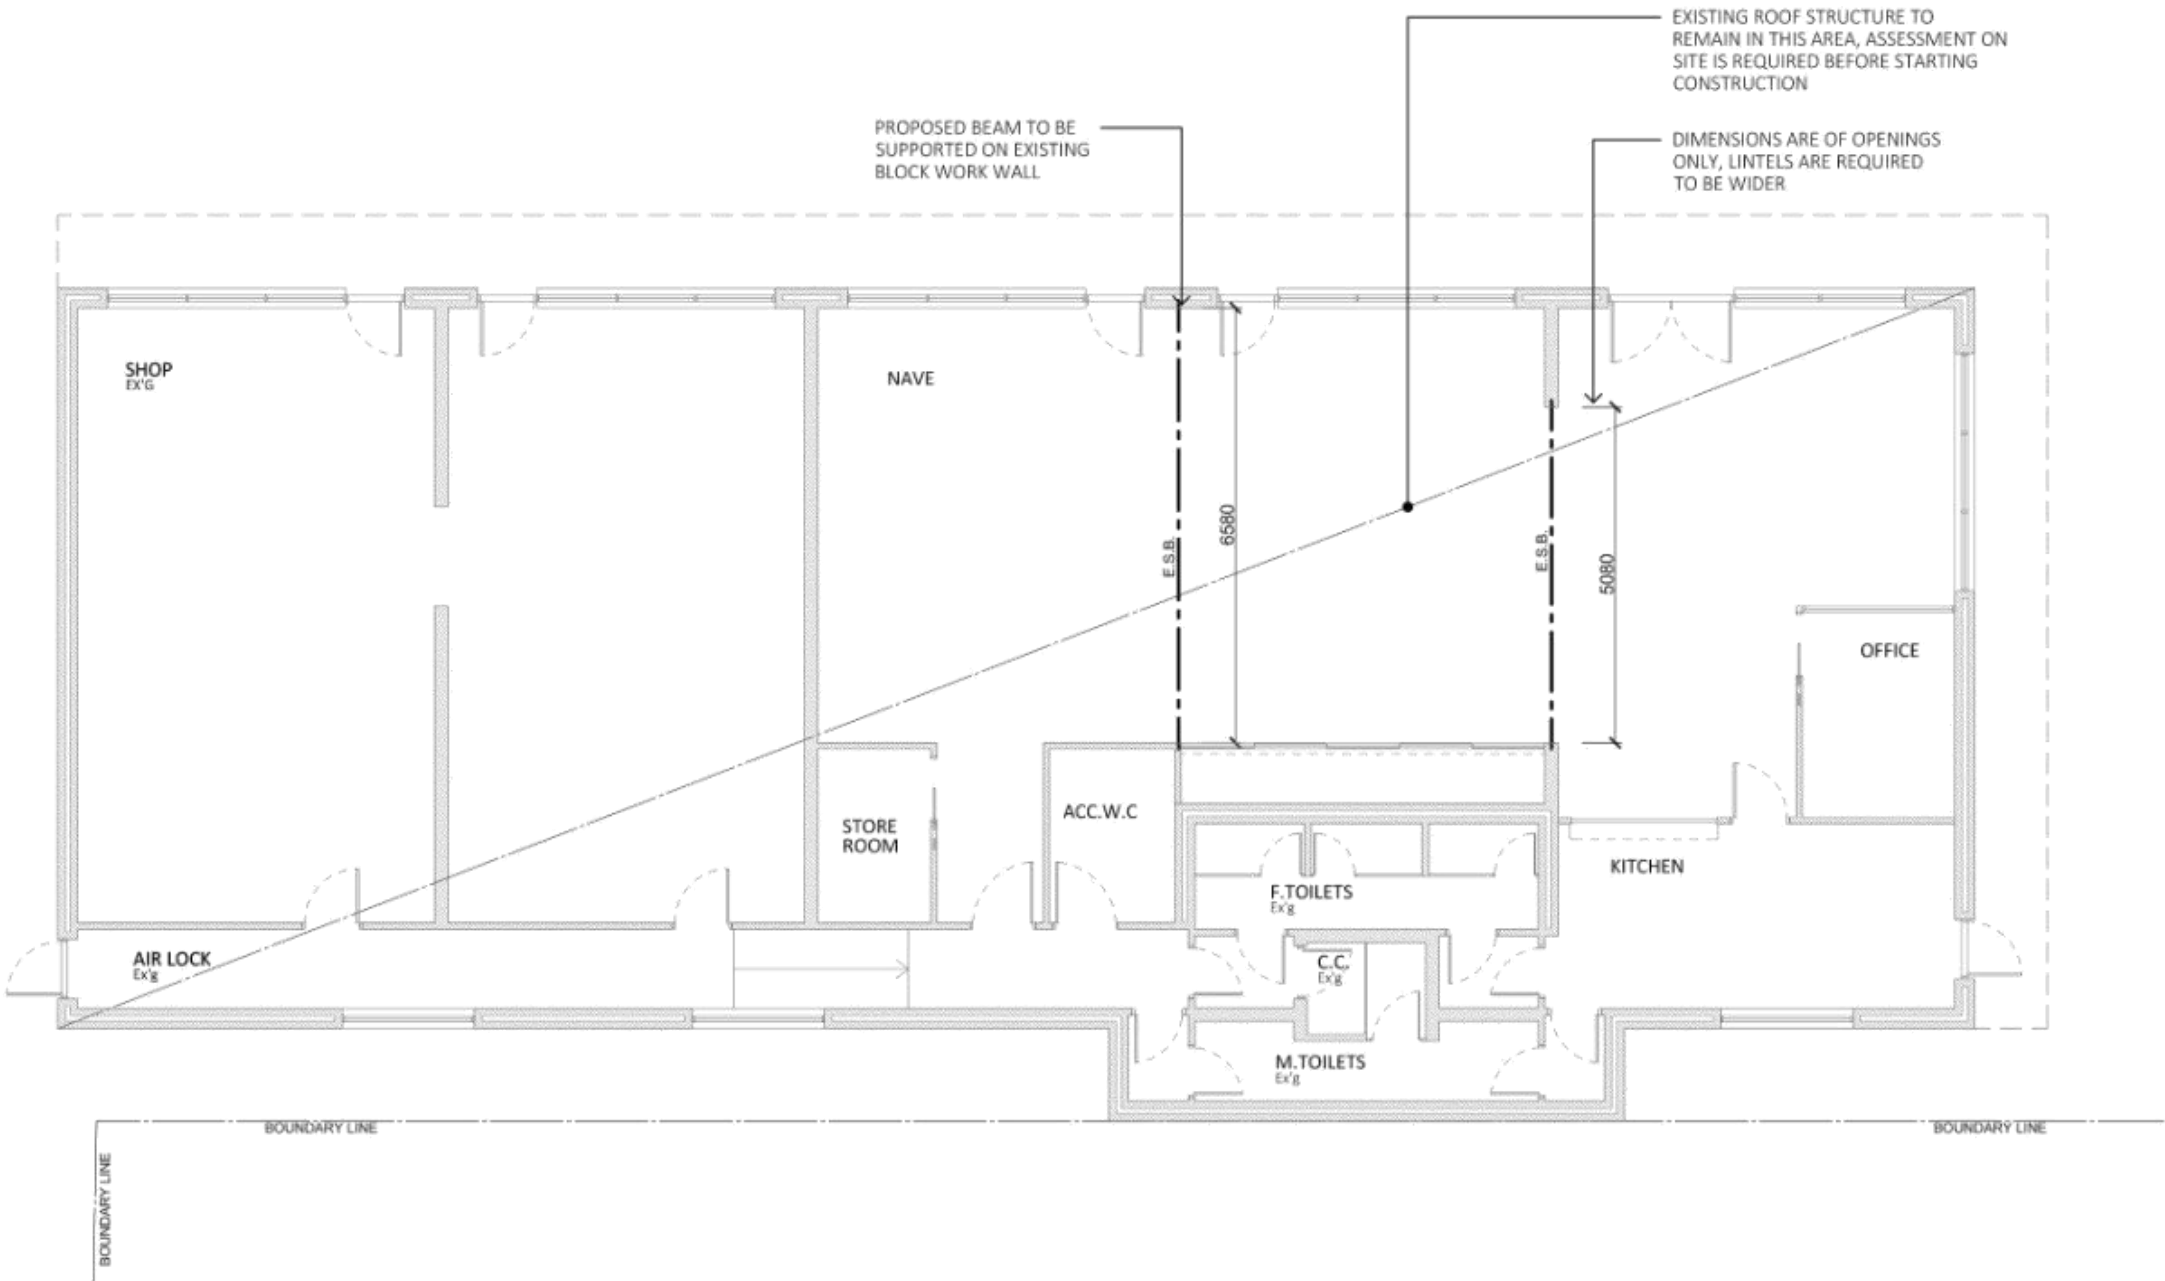 EXISTING ROOF STRUCTURE TO
REMAIN IN THIS AREA, ASSESSMENT ON
SITE IS REQUIRED BEFORE STARTING
CONSTRUCTION
PROPOSED BEAM TO BE
SUPPORTED ON EXISTING
BLOCK WORK WALL
DIMENSIONS ARE OF OPENINGS
ONLY, LINTELS ARE REQUIRED
TO BE WIDER
SHOP
EX'G
NAVE
E.S.B.
6580
E.S.B.
5080
OFFICE
STORE
ROOM
ACC.W.C
KITCHEN
F.TOILETS
Ex'g
AIR LOCK
Ex'g
C.C.
Ex'g
M.TOILETS
Ex'g
BOUNDARY LINE
BOUNDARY LINE
BOUNDARY LINE